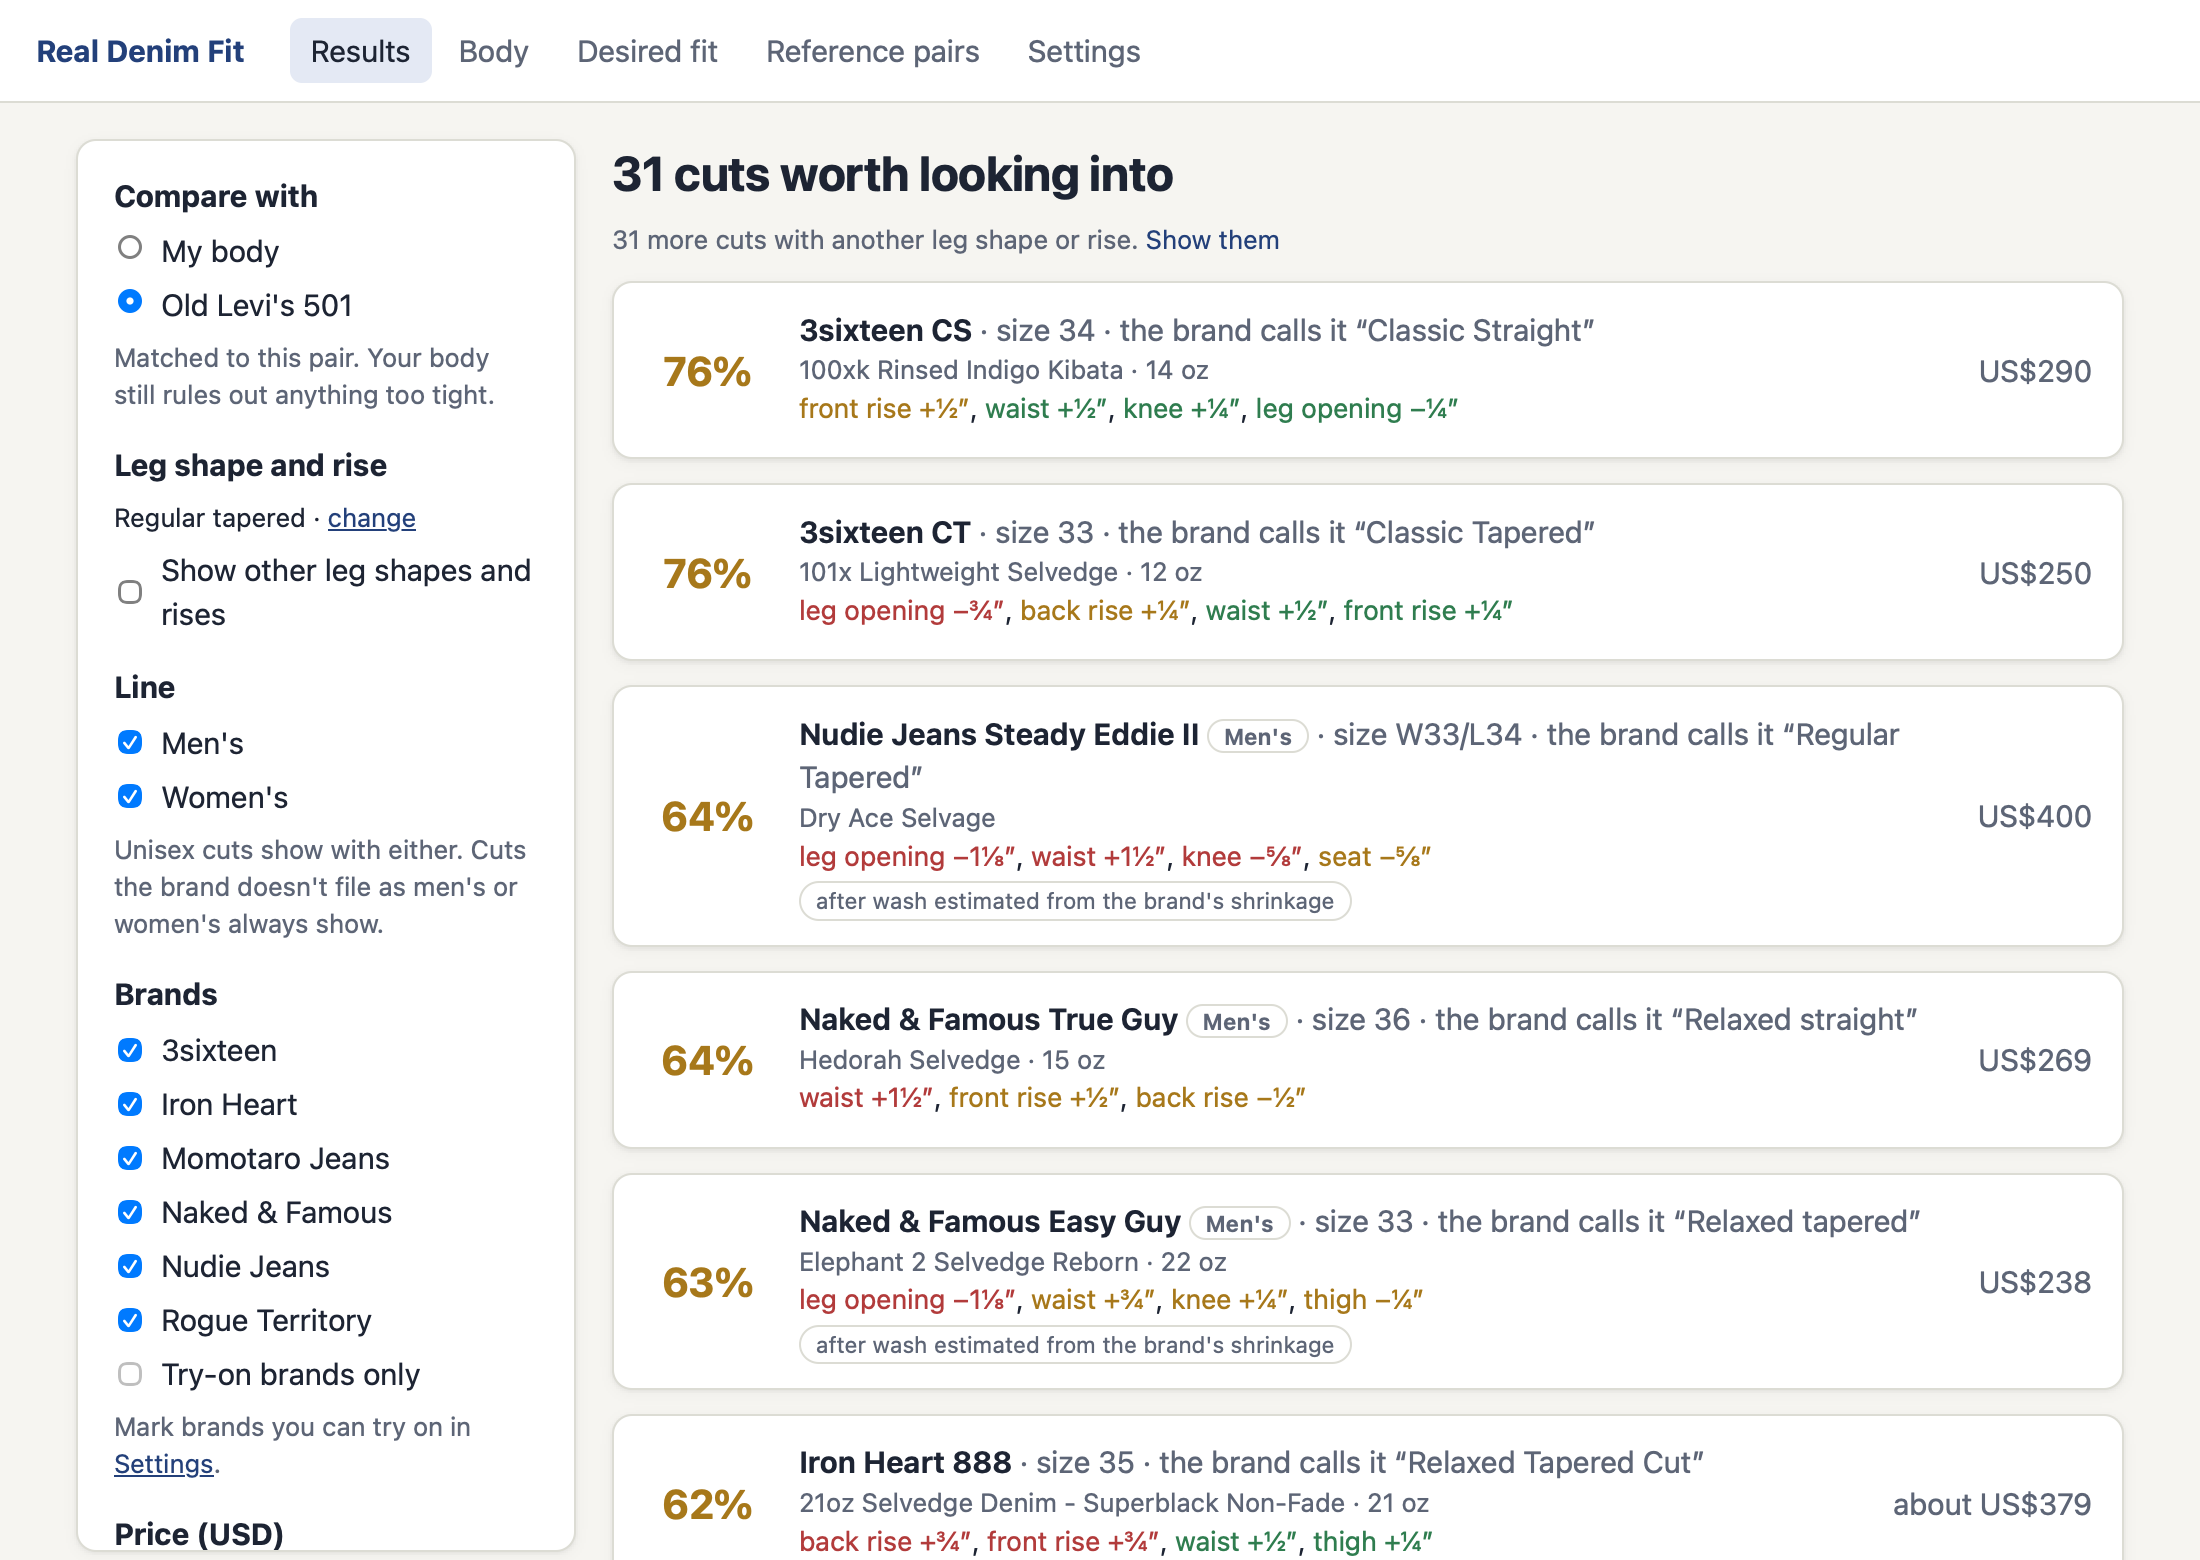 Real Denim Fit Results Body Desired fit Reference pairs Settings
Compare with
My body
Old Levi's 501
Matched to this pair. Your body
still rules out anything too tight.
Leg shape and rise
Regular tapered · change
Show other leg shapes and
rises
Line
Men's
Women's
Unisex cuts show with either. Cuts
the brand doesn't file as men's or
women's always show.
Brands
3sixteen
Iron Heart
Momotaro Jeans
Naked & Famous
Nudie Jeans
Rogue Territory
Try-on brands only
Mark brands you can try on in
Settings.
Price (USD)
31 cuts worth looking into
31 more cuts with another leg shape or rise. Show them
76%
3sixteen CS · size 34 · the brand calls it “Classic Straight”
100xk Rinsed Indigo Kibata · 14 oz
front rise +½″, waist +½″, knee +¼″, leg opening −¼″
US$290
76%
3sixteen CT · size 33 · the brand calls it “Classic Tapered”
101x Lightweight Selvedge · 12 oz
leg opening −¾″, back rise +¼″, waist +½″, front rise +¼″
US$250
64%
Nudie Jeans Steady Eddie II Men's · size W33/L34 · the brand calls it “Regular
Tapered”
Dry Ace Selvage
leg opening −1⅛″, waist +1½″, knee −⅝″, seat −⅝″
after wash estimated from the brand's shrinkage
US$400
64%
Naked & Famous True Guy Men's · size 36 · the brand calls it “Relaxed straight”
Hedorah Selvedge · 15 oz
waist +1½″, front rise +½″, back rise −½″
US$269
63%
Naked & Famous Easy Guy Men's · size 33 · the brand calls it “Relaxed tapered”
Elephant 2 Selvedge Reborn · 22 oz
leg opening −1⅛″, waist +¾″, knee +¼″, thigh −¼″
after wash estimated from the brand's shrinkage
US$238
62%
Iron Heart 888 · size 35 · the brand calls it “Relaxed Tapered Cut”
21oz Selvedge Denim - Superblack Non-Fade · 21 oz
back rise +¾″, front rise +¾″, waist +½″, thigh +¼″
about US$379